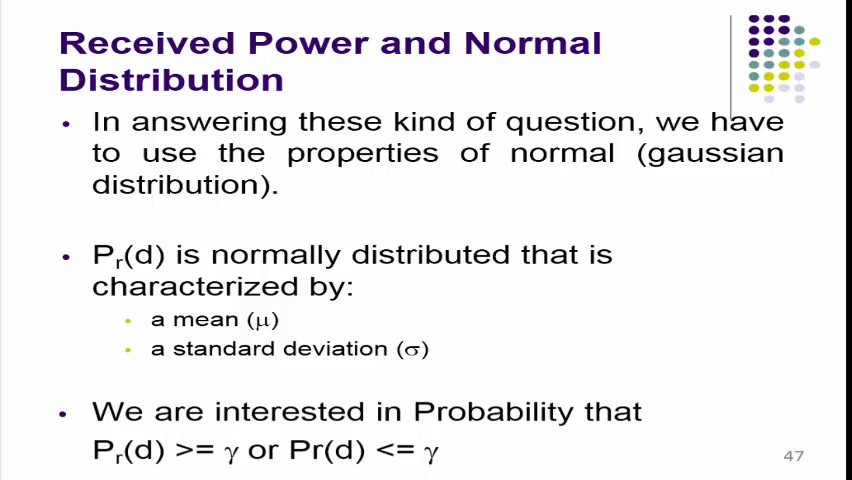 Received Power and Normal
Distribution
• In answering these kind of question, we have
to use the properties of normal (gaussian
distribution).
• Pr(d) is normally distributed that is
characterized by:
• a mean (μ)
• a standard deviation (σ)
• We are interested in Probability that
Pr(d) >= γ or Pr(d) <= γ
47